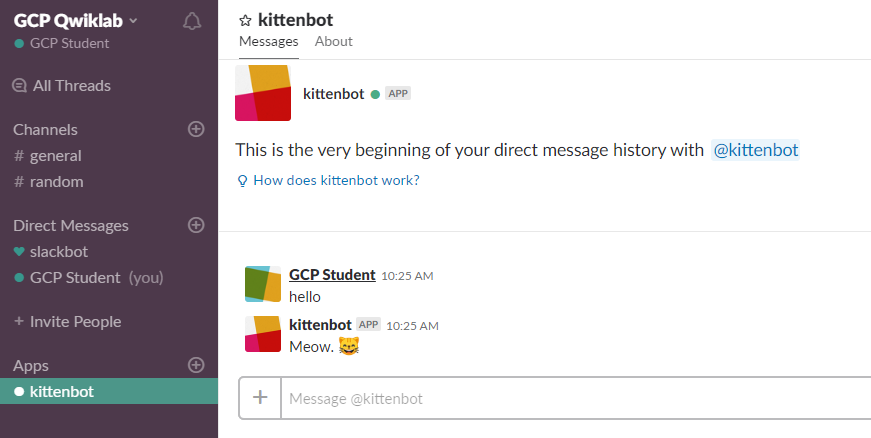 GCP Qwiklab
GCP Student
All Threads
Channels
# general
# random
Direct Messages
slackbot
GCP Student (you)
+ Invite People
Apps
kittenbot
kittenbot
Messages About
kittenbot APP
This is the very beginning of your direct message history with @kittenbot
How does kittenbot work?
GCP Student 10:25 AM
hello
kittenbot APP 10:25 AM
Meow. 😸
+ Message @kittenbot